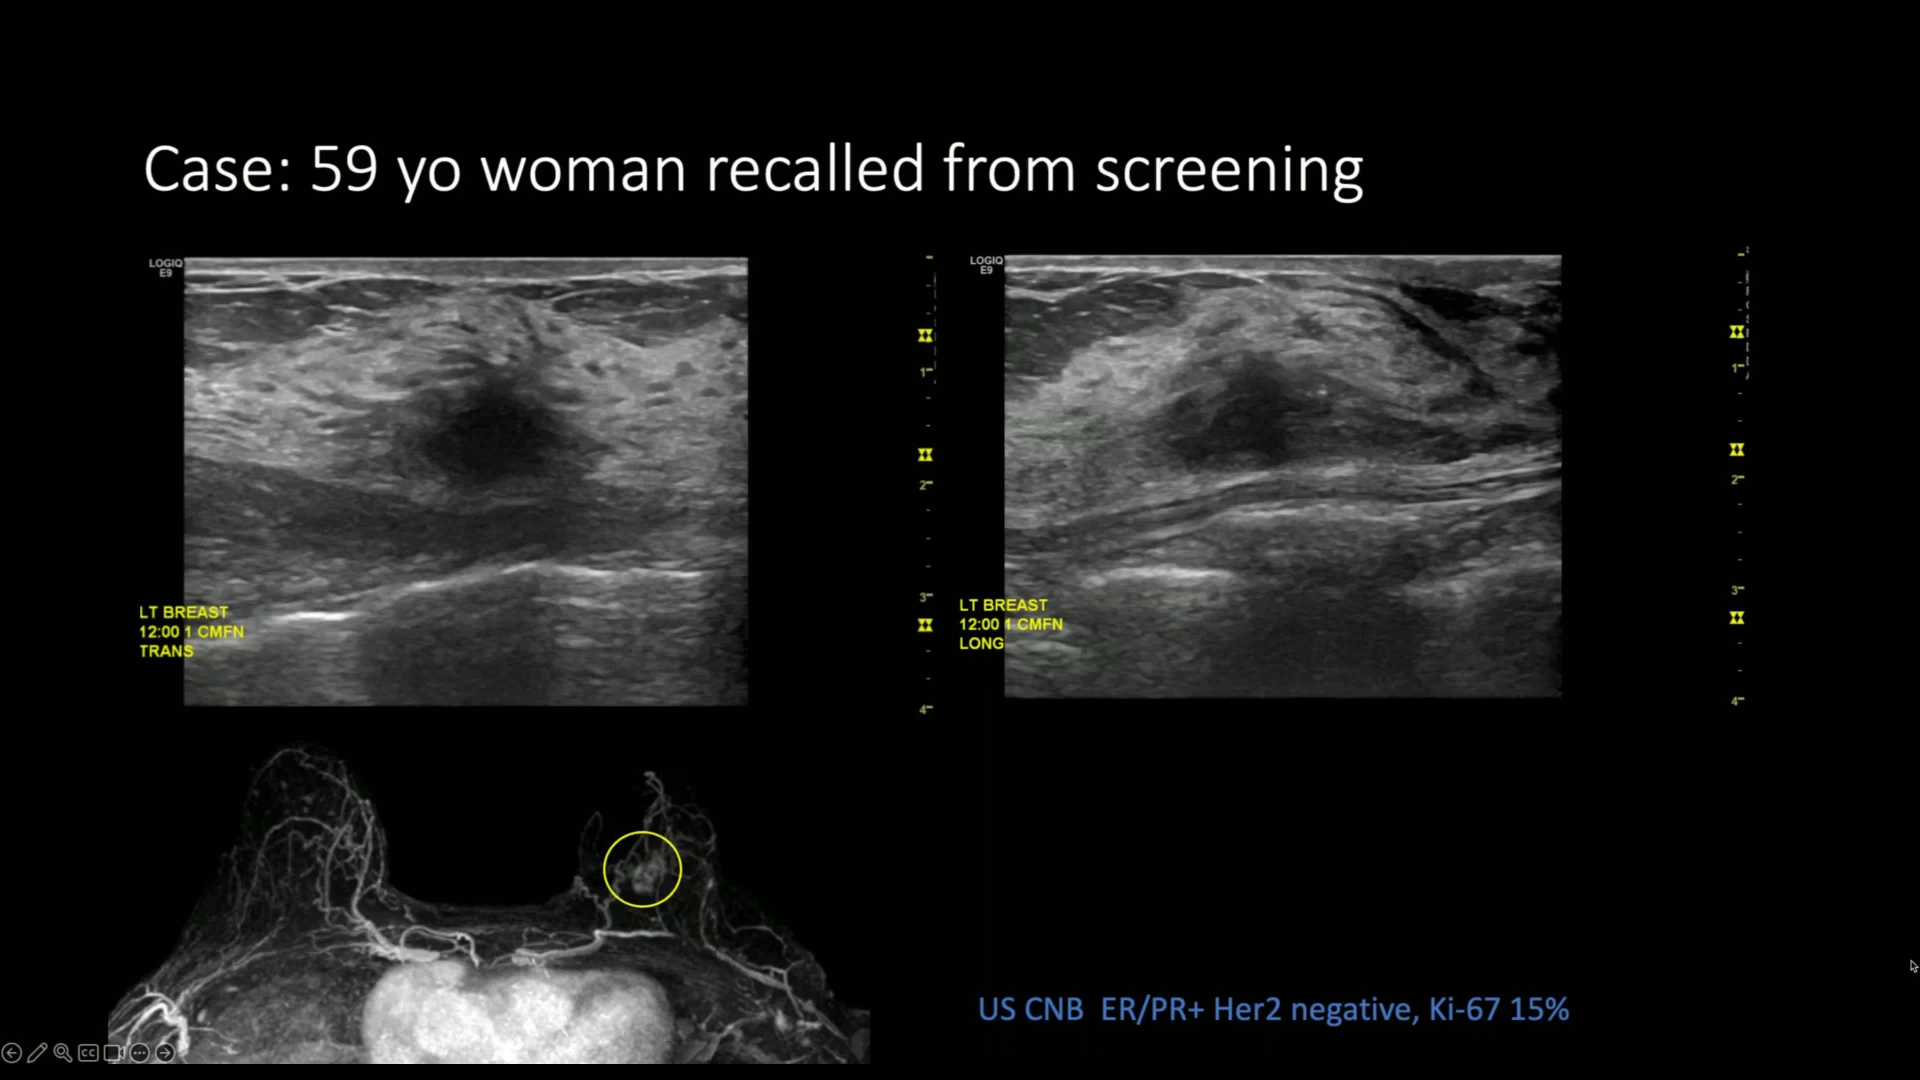 Case: 59 yo woman recalled from screening
LOGIQ
E9
1
2
3
4
LT BREAST
12:00 1 CMFN
TRANS
LOGIQ
E9
1
2
3
4
LT BREAST
12:00 1 CMFN
LONG
US CNB  ER/PR+ Her2 negative, Ki-67 15%
CC